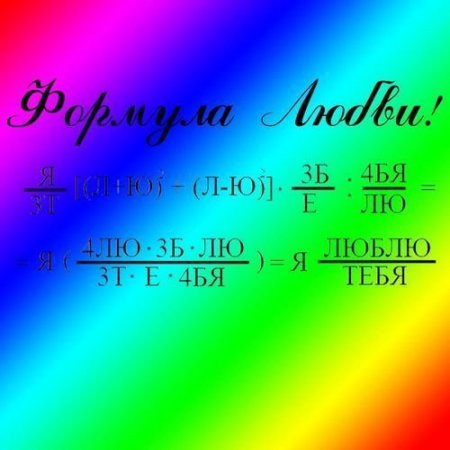 Формула Любви!
Я/3Т [(Л+Ю)² - (Л-Ю)²] · 3Б/Е : 4БЯ/ЛЮ =
= Я ( 4ЛЮ·3Б·ЛЮ / 3Т· Е ·4БЯ ) = Я ЛЮБЛЮ/ТЕБЯ